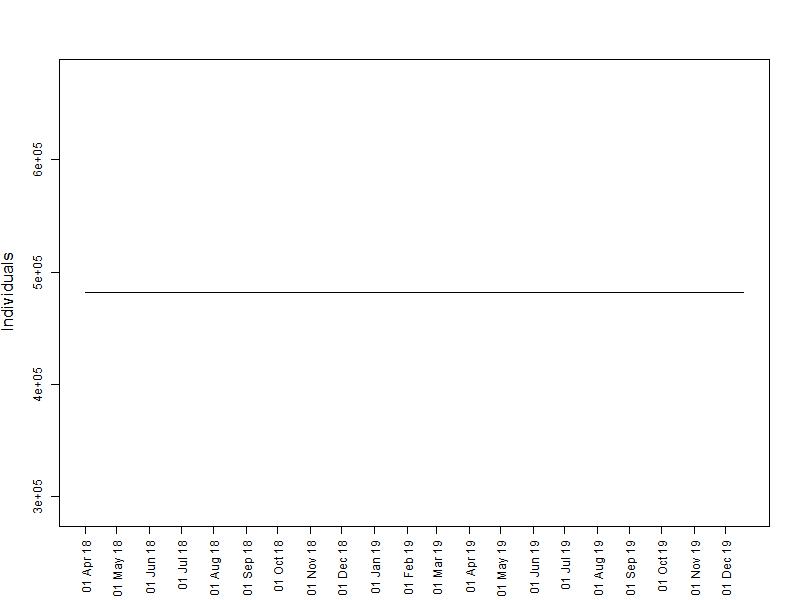 Individuals
6e+05
5e+05
4e+05
3e+05
01 Apr 18
01 May 18
01 Jun 18
01 Jul 18
01 Aug 18
01 Sep 18
01 Oct 18
01 Nov 18
01 Dec 18
01 Jan 19
01 Feb 19
01 Mar 19
01 Apr 19
01 May 19
01 Jun 19
01 Jul 19
01 Aug 19
01 Sep 19
01 Oct 19
01 Nov 19
01 Dec 19